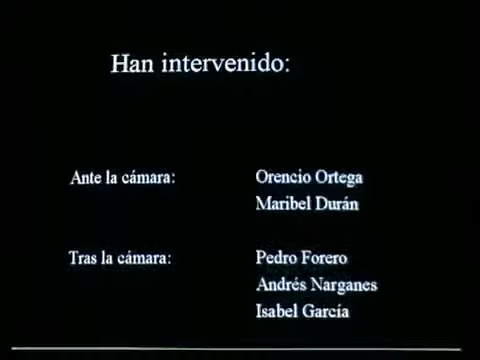 Han intervenido:
Ante la cámara: Orencio Ortega
Maribel Durán
Tras la cámara: Pedro Forero
Andrés Narganes
Isabel García